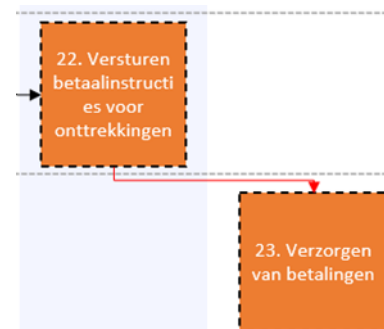 22. Versturen
betaalinstructi
es voor
onttrekkingen
23. Verzorgen
van betalingen